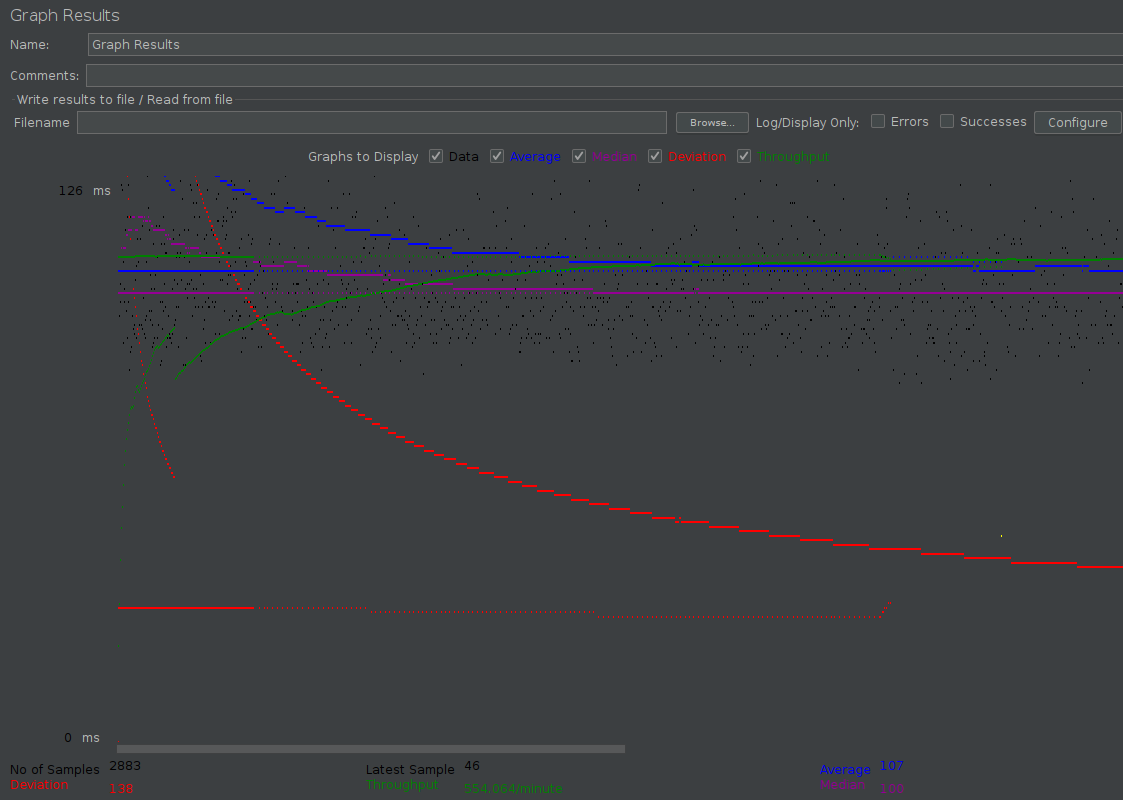 Graph Results
Name: Graph Results
Comments:
Write results to file / Read from file
Filename Browse... Log/Display Only: Errors Successes Configure
Graphs to Display Data Average Median Deviation Throughput
126 ms
0 ms
No of Samples 2883 Latest Sample 46 Average 107
Deviation 138 Throughput 554.064/minute Median 100